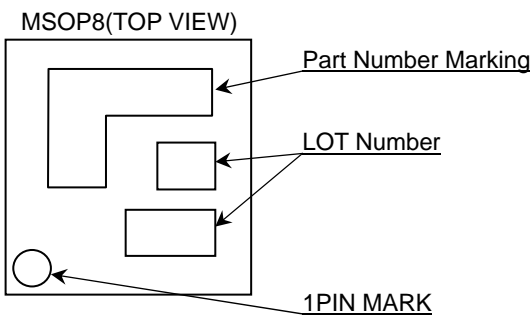 MSOP8(TOP VIEW)
Part Number Marking
LOT Number
1PIN MARK